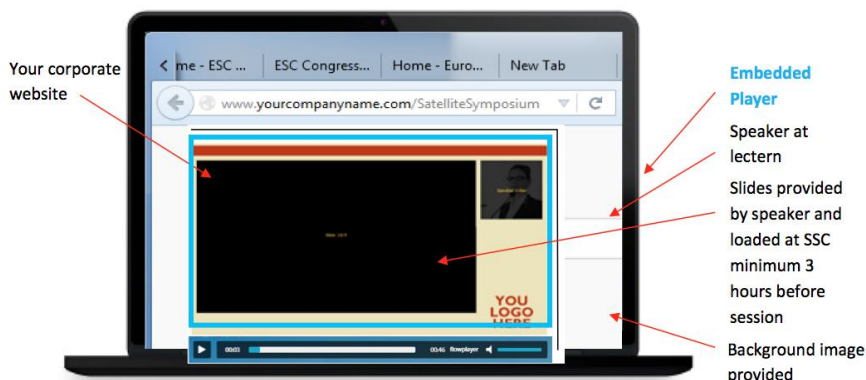 Your corporate
website
me - ESC ...
ESC Congress...
Home - Euro...
New Tab
www.yourcompanyname.com/SatelliteSymposium
YOU
LOGO
HERE
00:03
00:46 flowplayer
Embedded
Player
Speaker at
lectern
Slides provided
by speaker and
loaded at SSC
minimum 3
hours before
session
Background image
provided